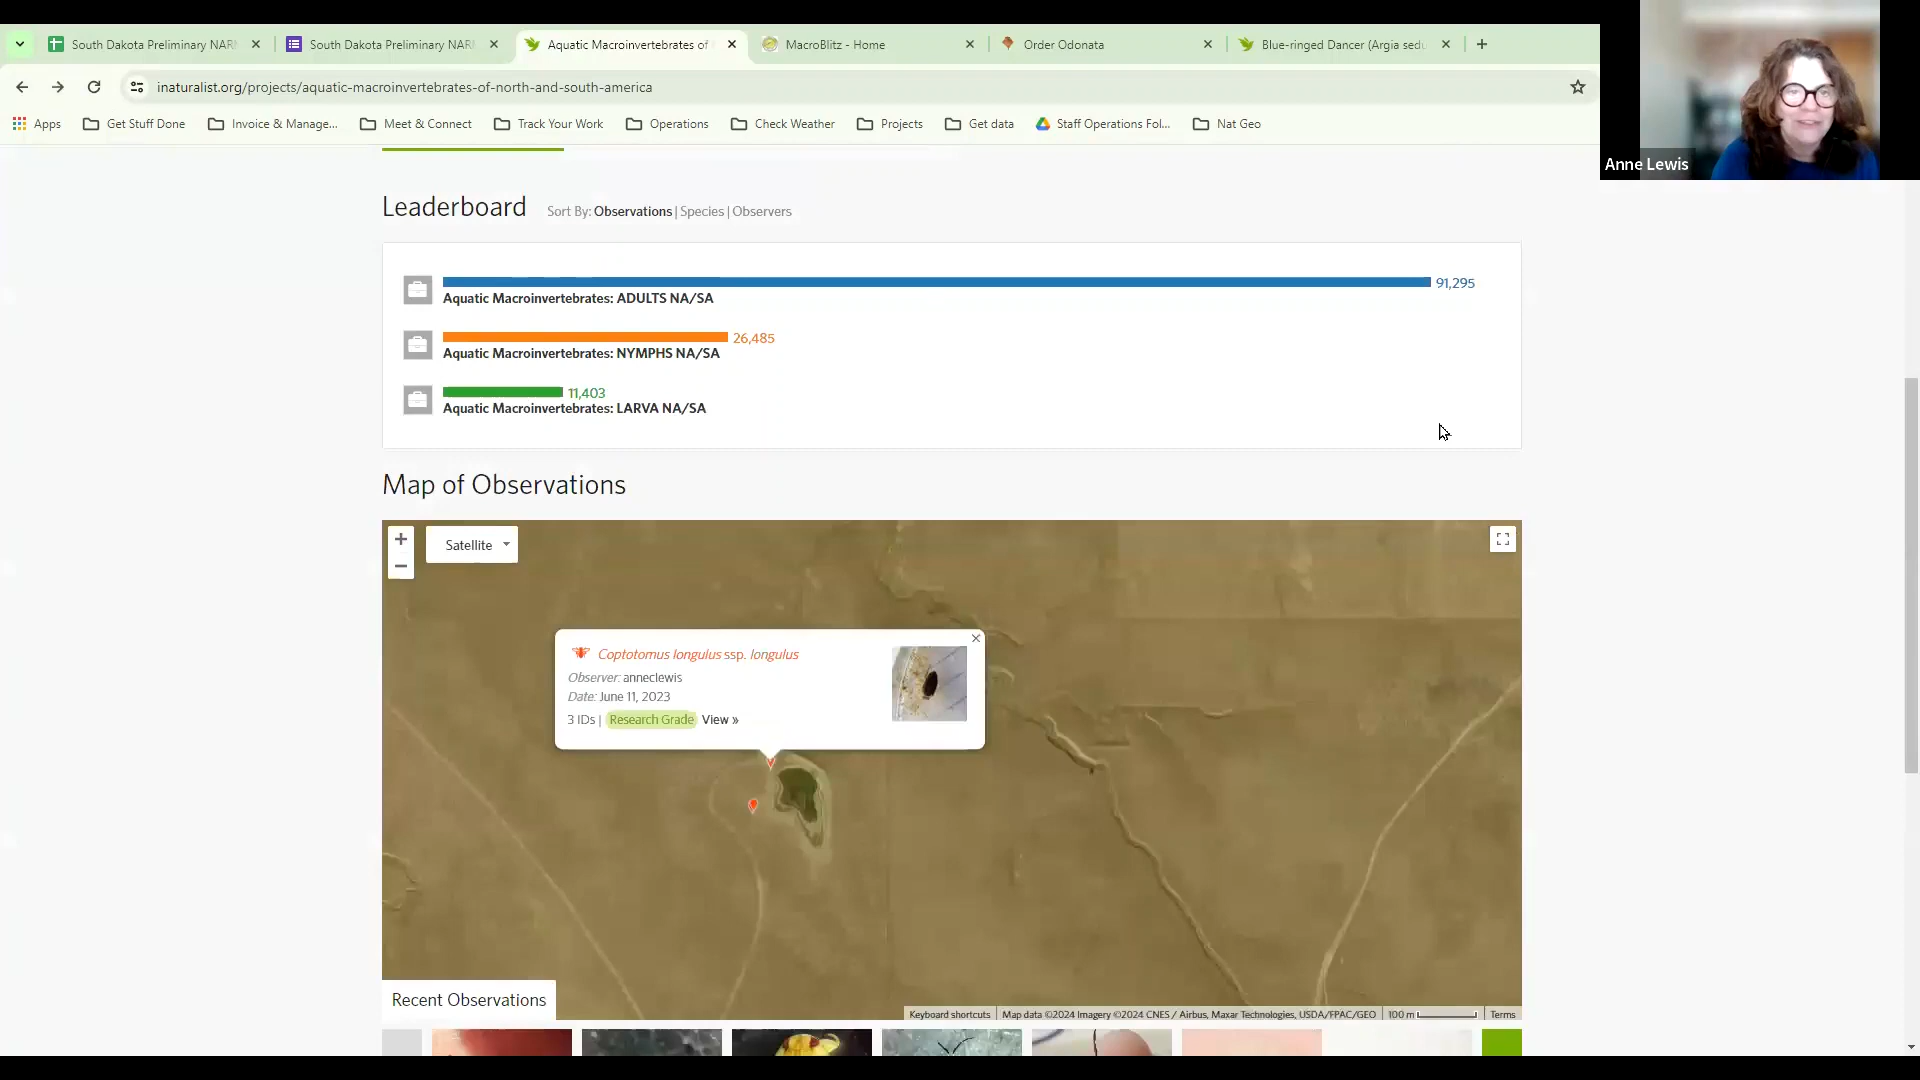 South Dakota Preliminary NAR
South Dakota Preliminary NAR
Aquatic Macroinvertebrates of
MacroBlitz - Home
Order Odonata
Blue-ringed Dancer (Argia sedu
inaturalist.org/projects/aquatic-macroinvertebrates-of-north-and-south-america
Apps
Get Stuff Done
Invoice & Manage...
Meet & Connect
Track Your Work
Operations
Check Weather
Projects
Get data
Staff Operations Fol...
Nat Geo
Anne Lewis
Leaderboard
Sort By: Observations | Species | Observers
91,295
Aquatic Macroinvertebrates: ADULTS NA/SA
26,485
Aquatic Macroinvertebrates: NYMPHS NA/SA
11,403
Aquatic Macroinvertebrates: LARVA NA/SA
Map of Observations
+
Satellite
−
Coptotomus longulus ssp. longulus
Observer: anneclewis
Date: June 11, 2023
3 IDs | Research Grade View »
Recent Observations
Keyboard shortcuts
Map data ©2024 Imagery ©2024 CNES / Airbus, Maxar Technologies, USDA/FPAC/GEO
100 m
Terms